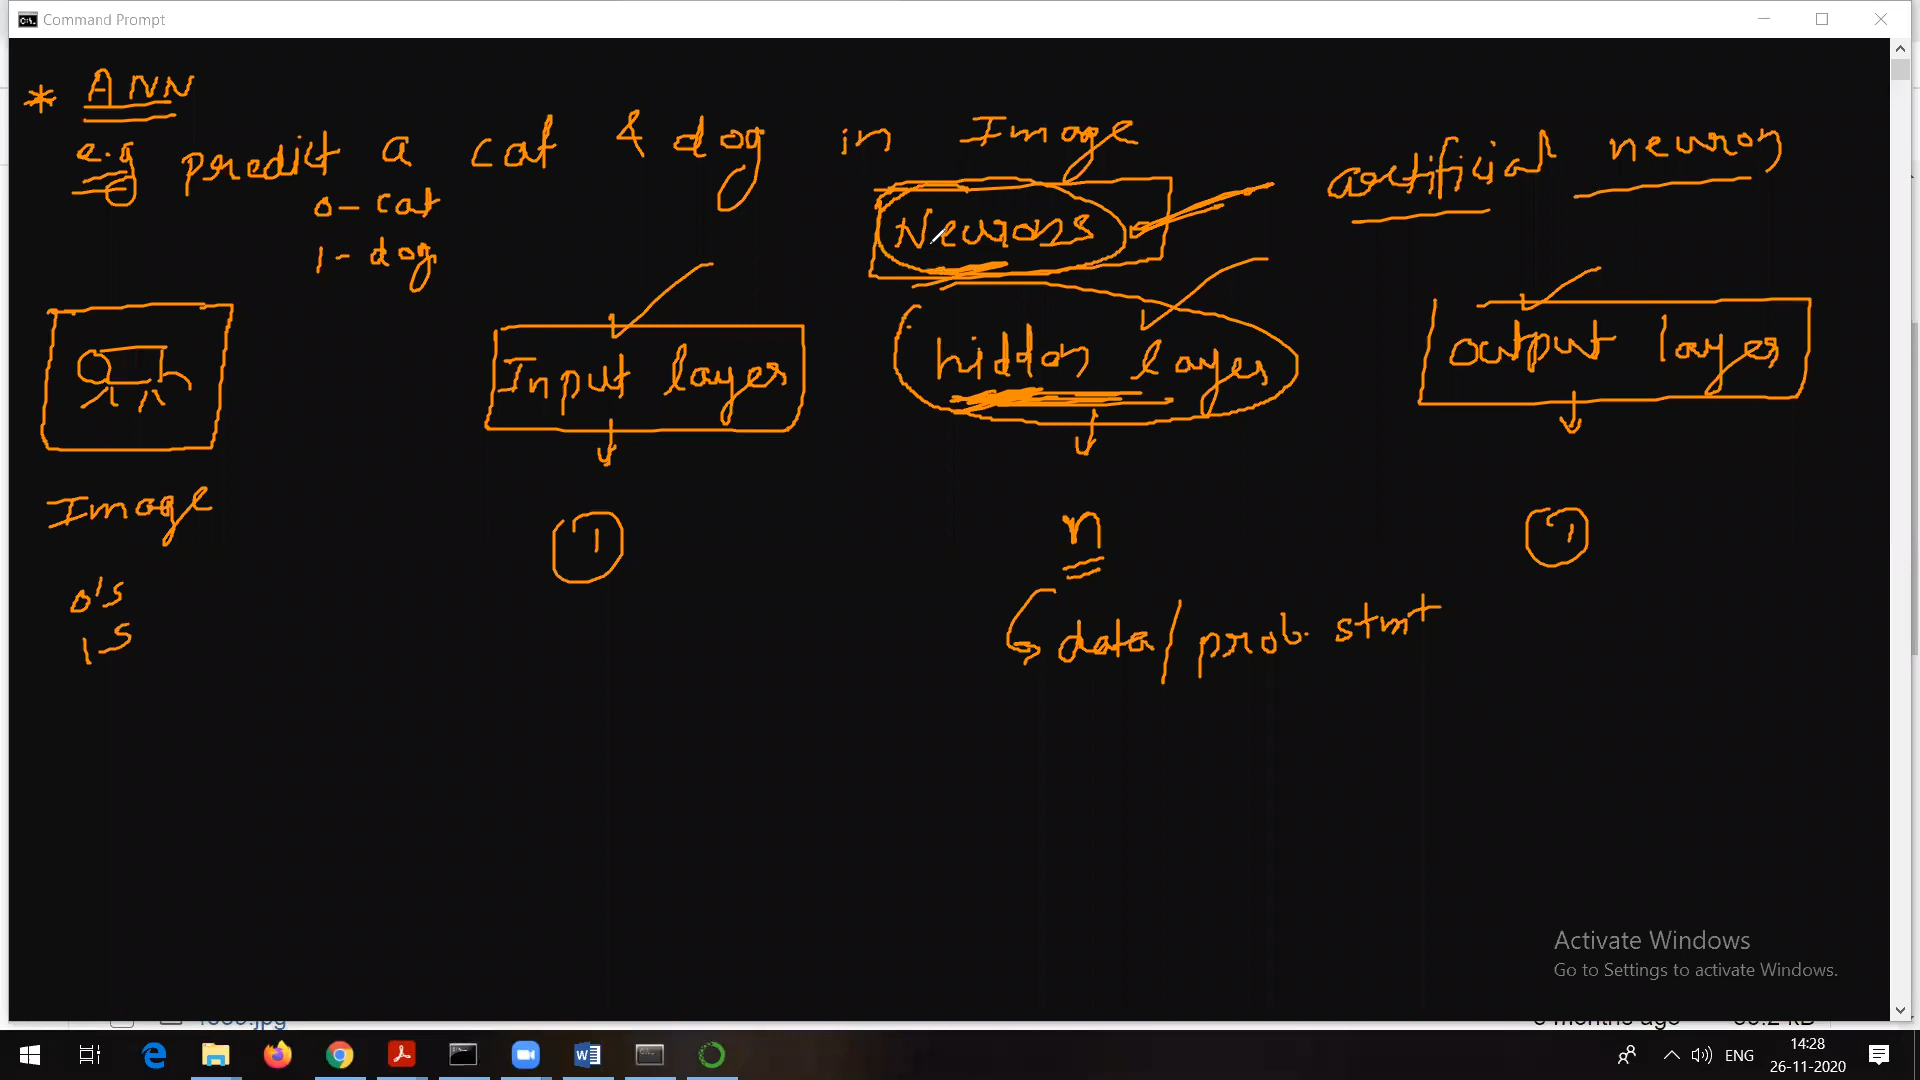 Command Prompt
* ANN
e.g predict a cat & dog in Image
0 - cat
1 - dog
Neurons
artificial neuron
Input layer
hidden layer
output layer
Image
1
n
1
0's
1-s
data/prob. stmt
Activate Windows
Go to Settings to activate Windows.
ENG
14:28
26-11-2020